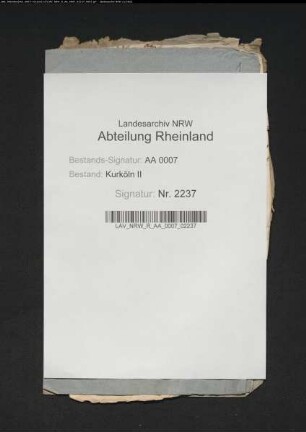 Landesarchiv NRW
Abteilung Rheinland
Bestands-Signatur: AA 0007
Bestand: Kurköln II
Signatur: Nr. 2237
LAV_NRW_R_AA_0007_02237